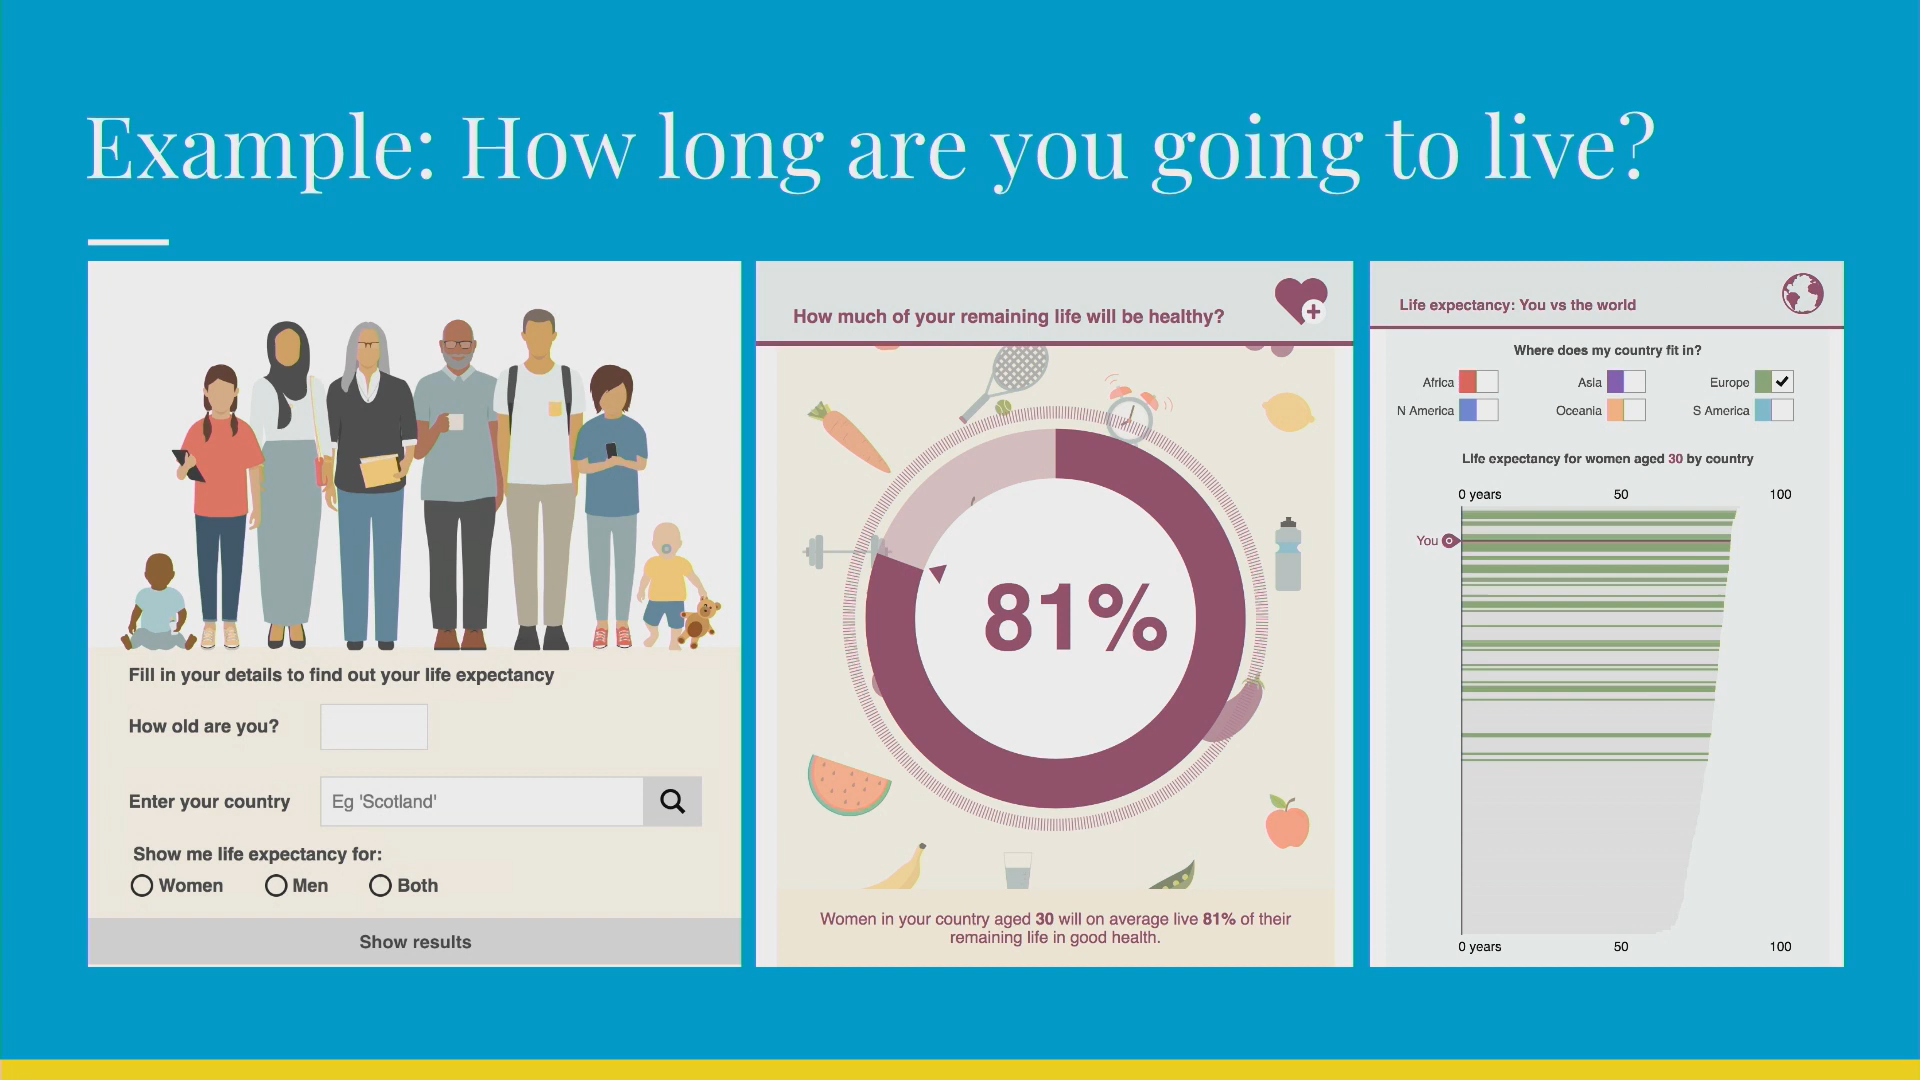 Example: How long are you going to live?
Fill in your details to find out your life expectancy
How old are you?
Enter your country
Eg 'Scotland'
Show me life expectancy for:
Women
Men
Both
Show results
How much of your remaining life will be healthy?
81%
Women in your country aged 30 will on average live 81% of their
remaining life in good health.
Life expectancy: You vs the world
Where does my country fit in?
Africa
Asia
Europe
N America
Oceania
S America
Life expectancy for women aged 30 by country
0 years 50 100
You
0 years 50 100